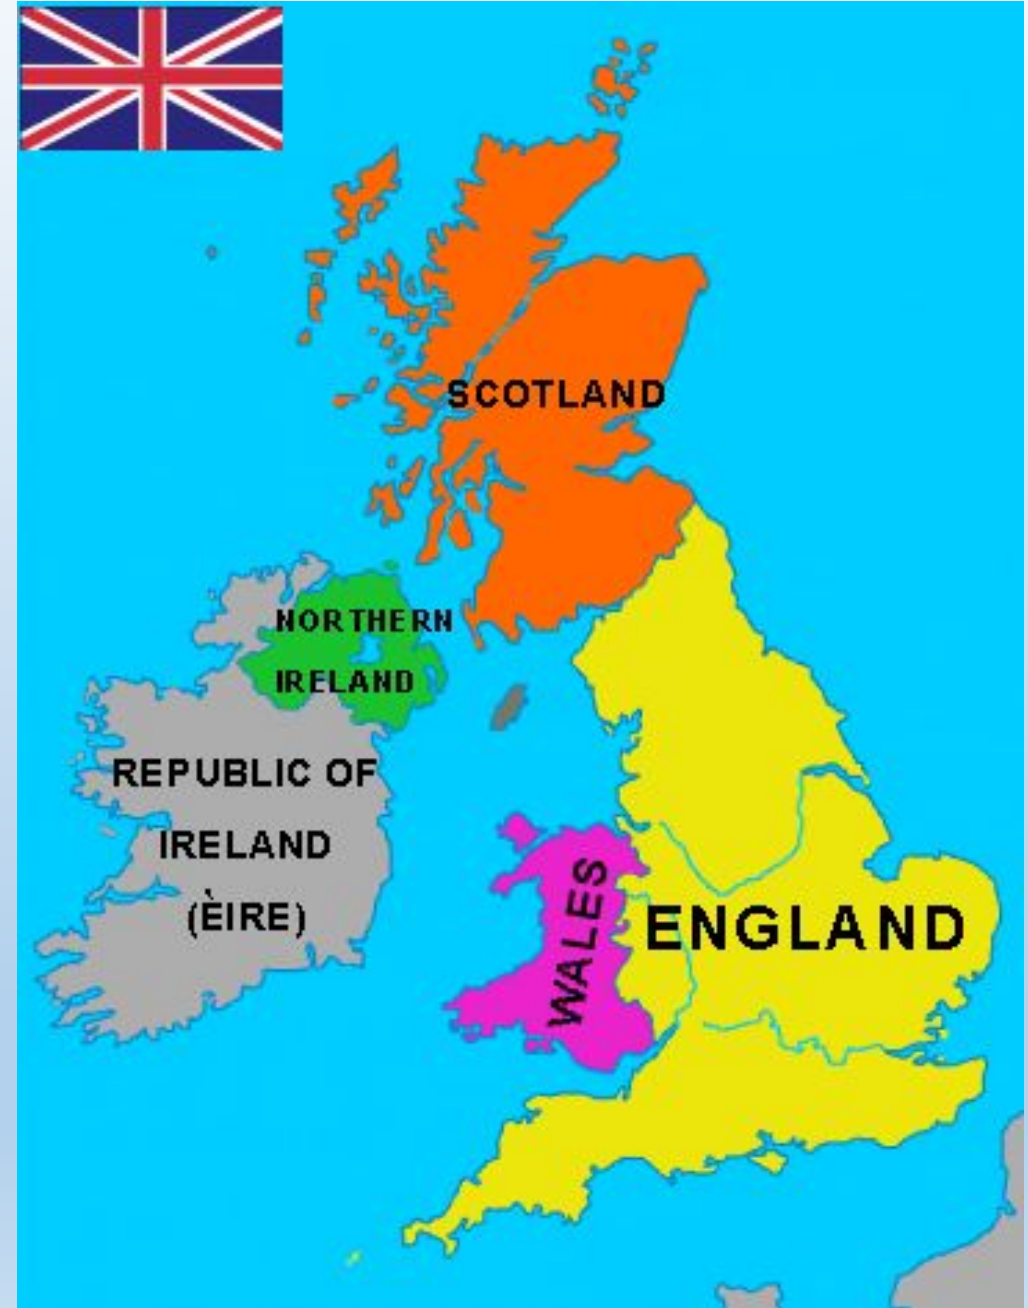 SCOTLAND
NORTHERN
IRELAND
REPUBLIC OF
IRELAND
(ÈIRE)
WALES
ENGLAND